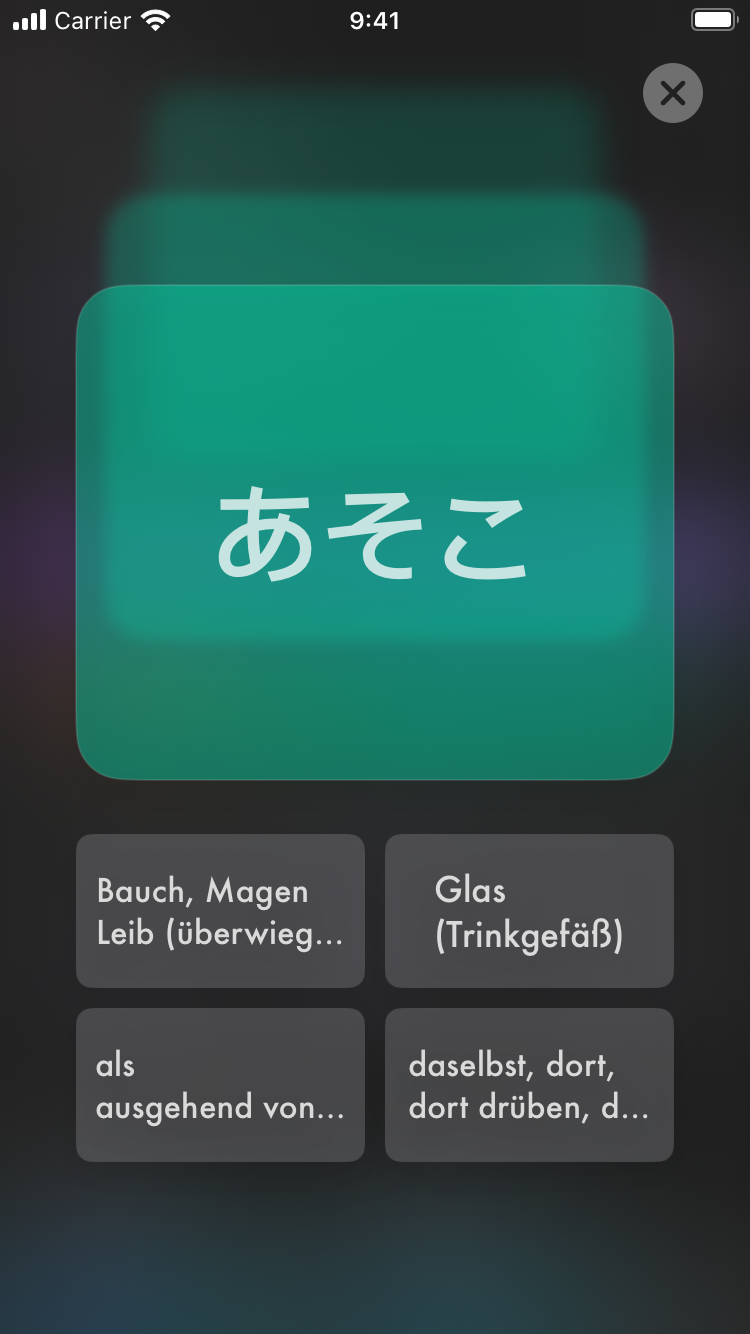 Carrier 9:41
あそこ
Bauch, Magen
Leib (überwieg...
Glas
(Trinkgefäß)
als
ausgehend von...
daselbst, dort,
dort drüben, d...